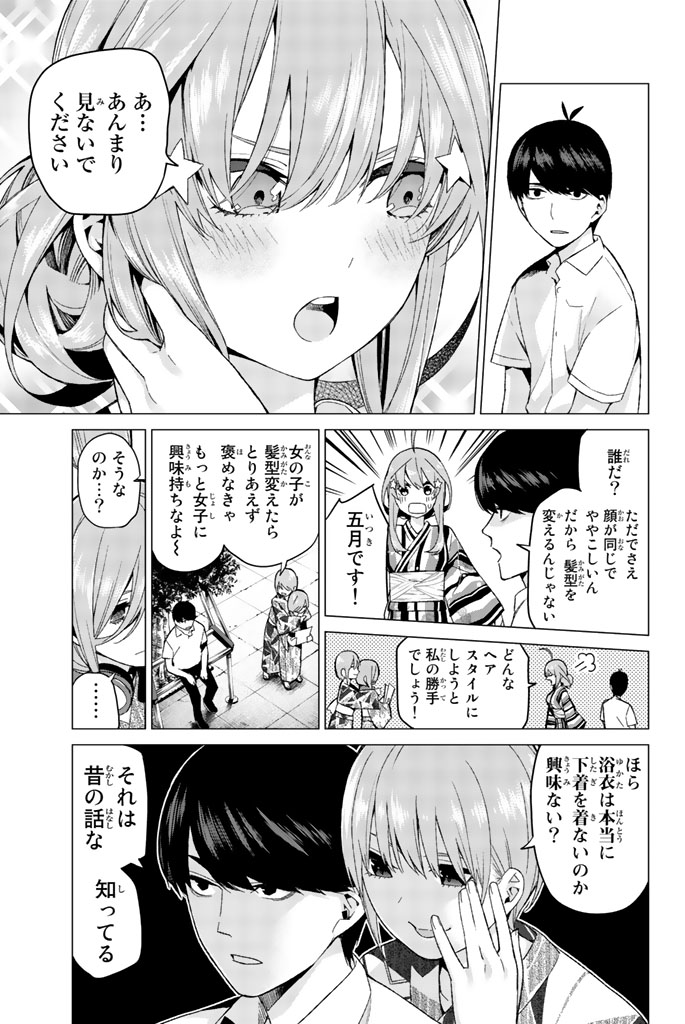 あ…
あんまり
見ないで
ください
誰だ?
ただでさえ
顔が同じで
ややこしいん
だから 髪型を
変えるんじゃない
五月です!
どんな
ヘア
スタイルに
しようと
私の勝手
でしょう!
女の子が
髪型変えたら
とりあえず
褒めなきゃ
もっと女子に
興味持ちなよ〜
そうな
のか…?
……
ほら
浴衣は本当に
下着を着ないのか
興味ない?
それは
昔の話な
知ってる